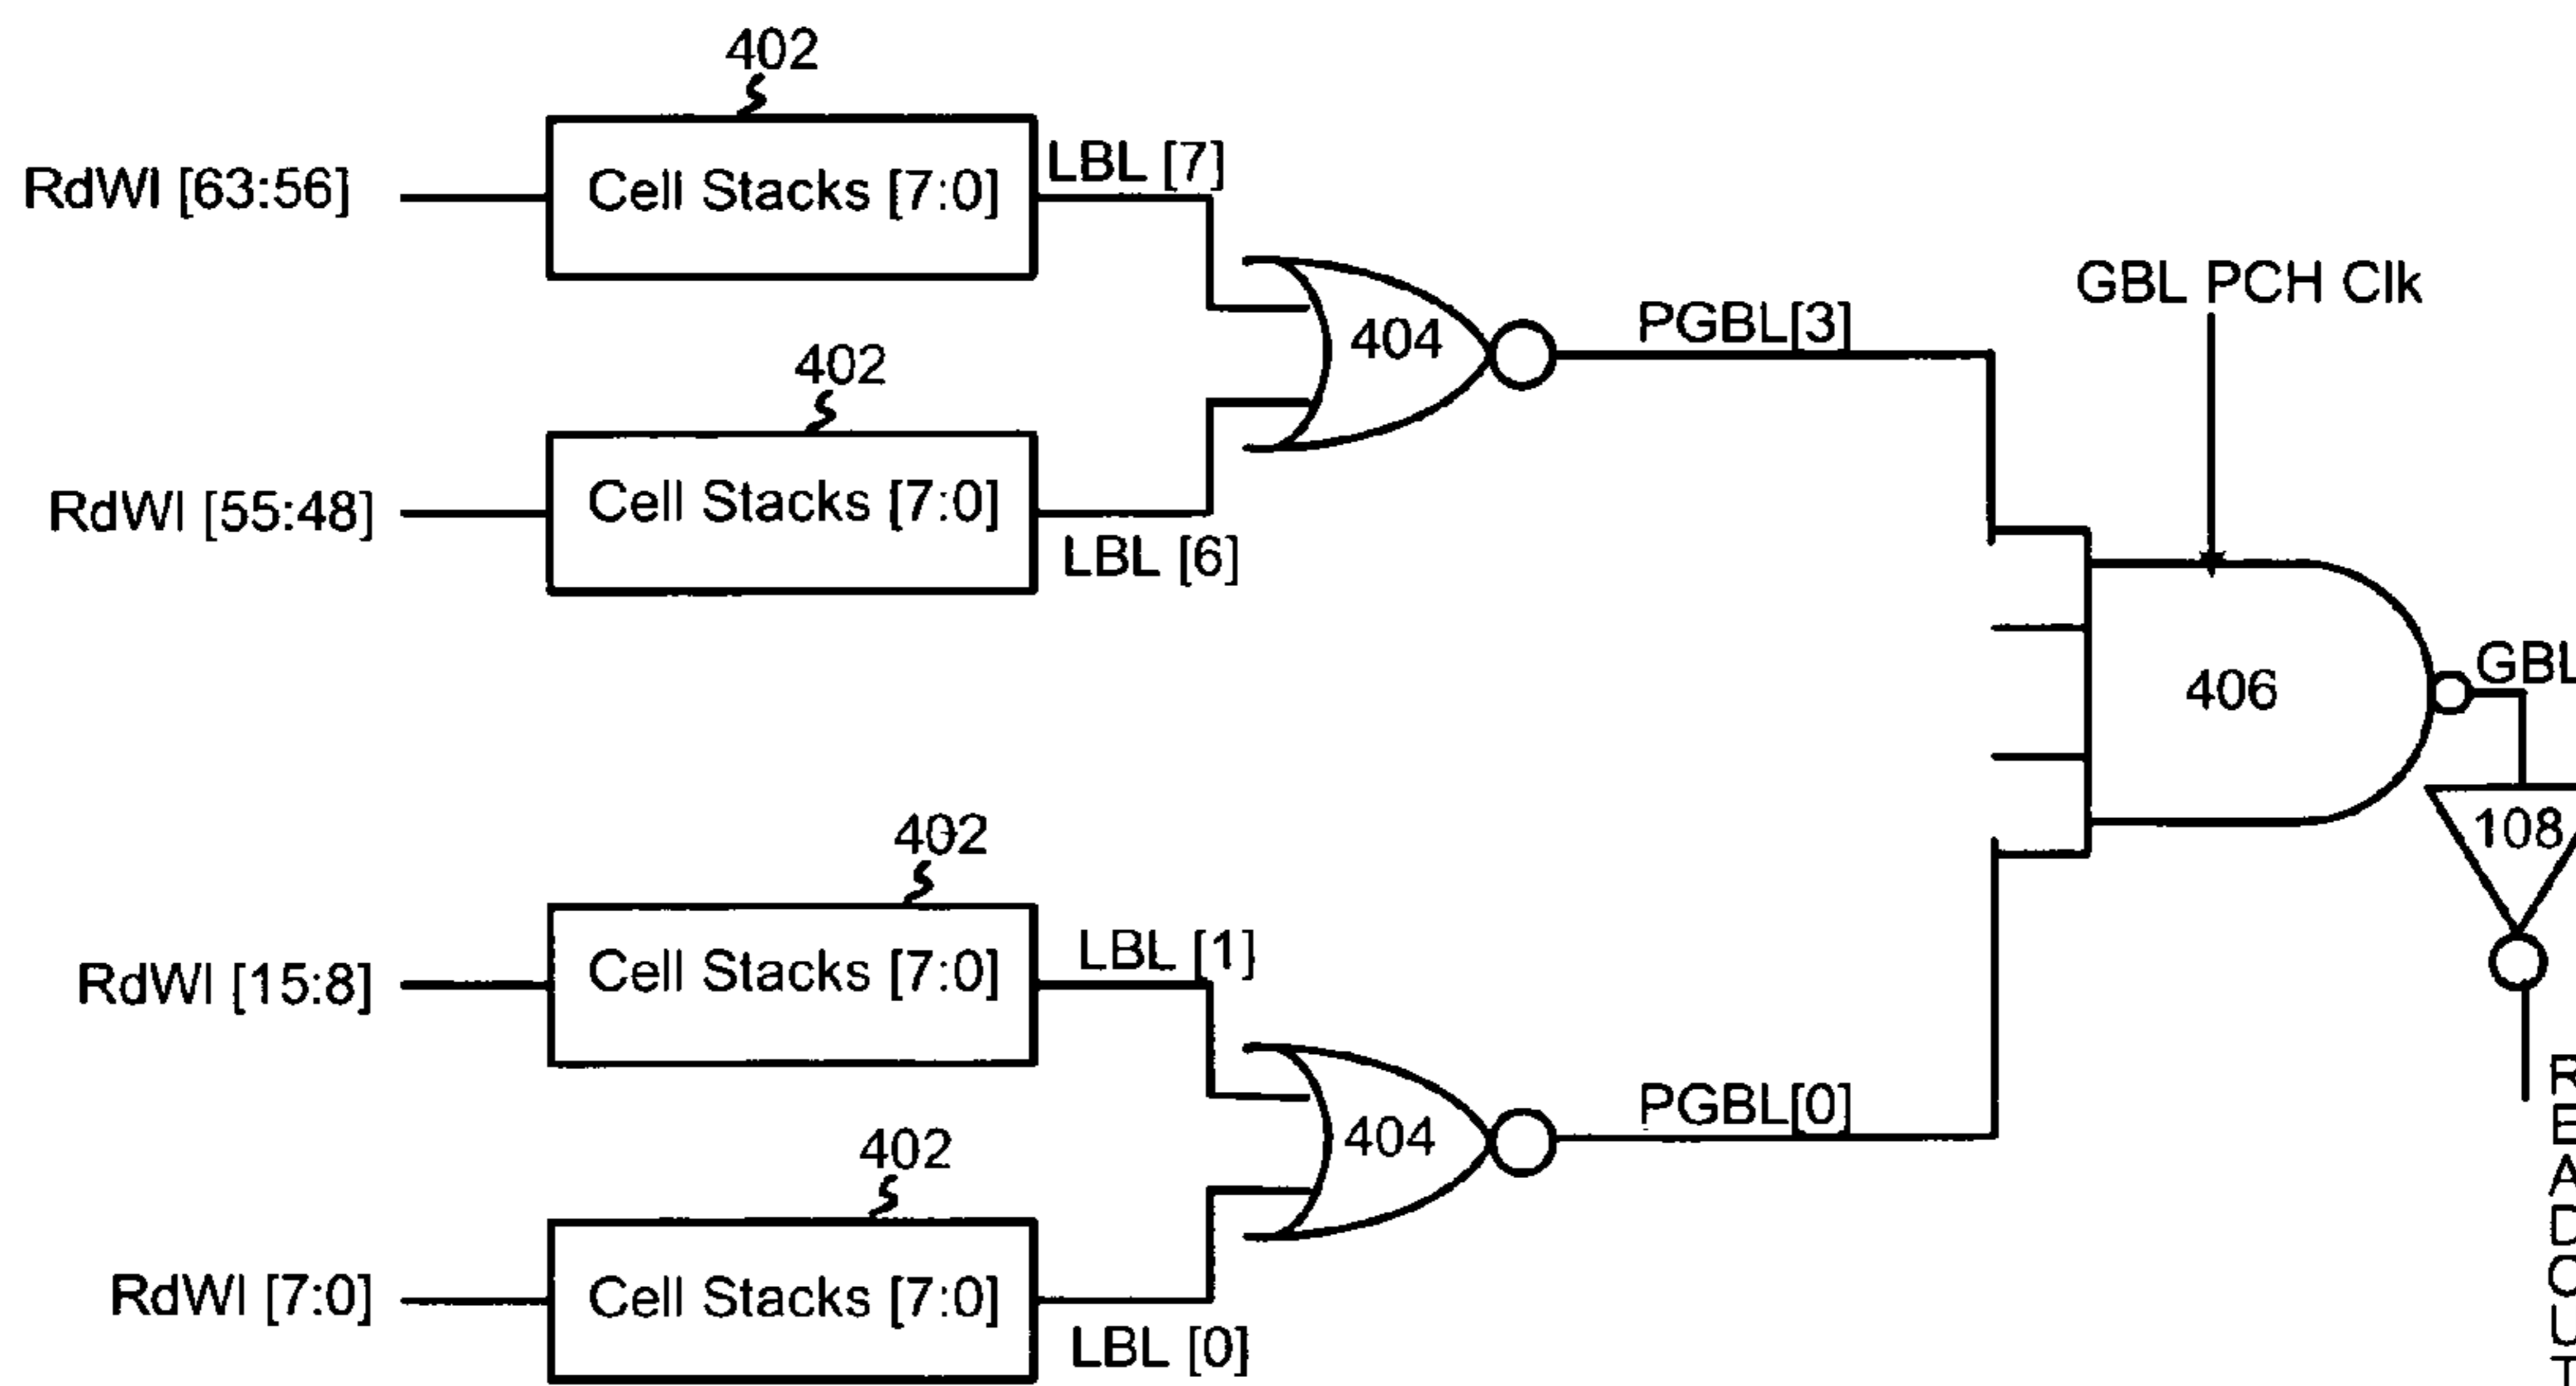 402
RdWl [63:56]
Cell Stacks [7:0]
LBL [7]
402
RdWl [55:48]
Cell Stacks [7:0]
LBL [6]
404
PGBL[3]
GBL PCH Clk
406
GBL
108
402
RdWl [15:8]
Cell Stacks [7:0]
LBL [1]
402
RdWl [7:0]
Cell Stacks [7:0]
LBL [0]
404
PGBL[0]
R
E
A
D
O
U
T